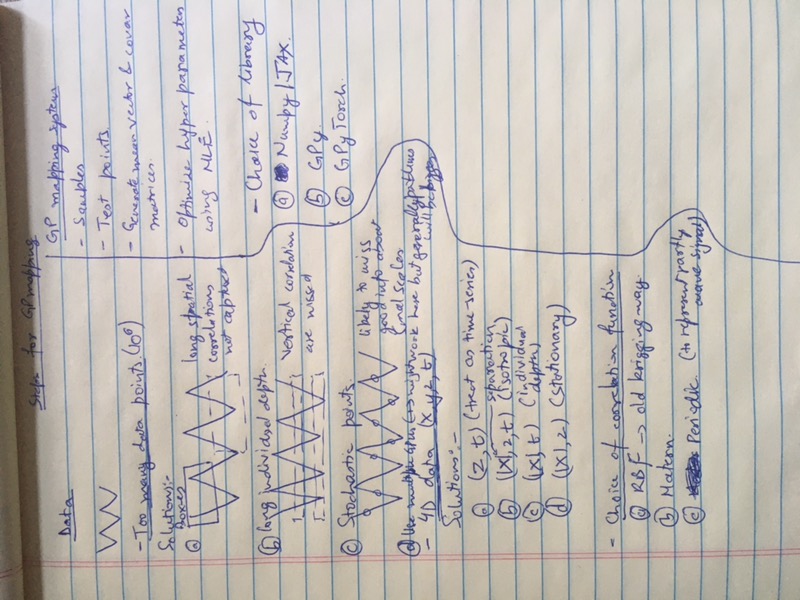 Steps for GP mapping
Data
- Too many data points. (10⁶)
Solutions:-
Boxes
(a)
long spatial
correlations
not captured
(b) long individual depth.
vertical correlation
are missed
(c) Stochastic points.
likely to miss
good info about
small scales
(d) Use multiple GPUs → might work here but generally problems
will be bigger
- 4D data (x,y,z,t)
Solutions:-
(a) (z,t) (treat as time-series)
separation
(b) (|x|,z,t) (isotropic)
(c) (|x|,t) (individual
depth)
(d) (|x|,z) (stationary)
- Choice of correlation function
(a) RBF → old krigging way.
(b) Matern.
(c) Periodic. (to represent partly
wave signal)
GP mapping system
- Samples
- Test points
- Generate mean vector & covar
matrices.
- Optimize hyper parameters
using MLE.
- Choice of library
(a) Numpy/JAX.
(b) GPy.
(c) GPyTorch.